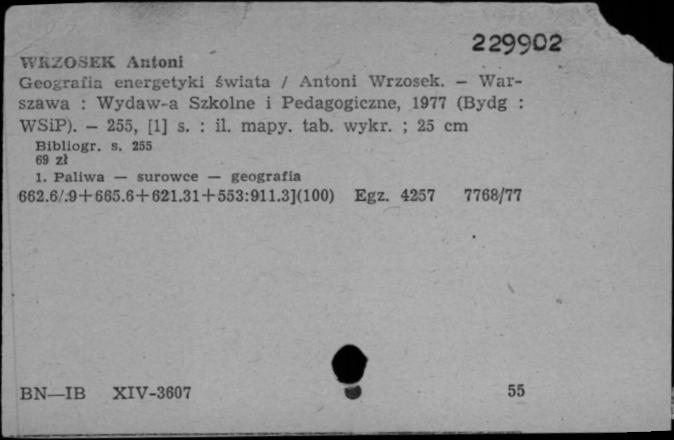 229902
WRZOSEK Antoni
Geografia energetyki świata / Antoni Wrzosek. — War-
szawa : Wydaw-a Szkolne i Pedagogiczne, 1977 (Bydg :
WSiP). — 255, [1] s. : il. mapy. tab. wykr. ; 25 cm
Bibliogr. s. 255
69 zł
1. Paliwa — surowce — geografia
662.6/.9+665.6+621.31+553:911.3](100) Egz. 4257 7768/77
BN—IB XIV-3607 55